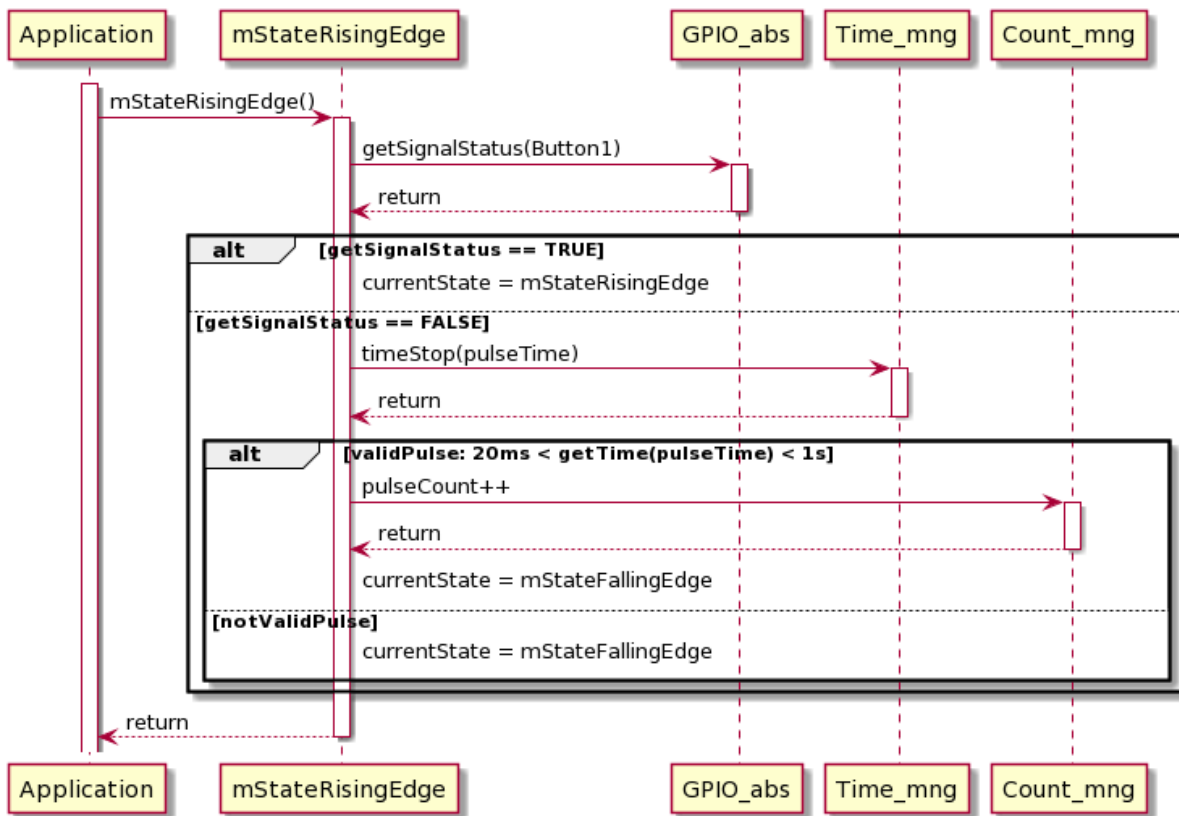 Application mStateRisingEdge GPIO_abs Time_mng Count_mng
mStateRisingEdge()
getSignalStatus(Button1)
return
alt [getSignalStatus == TRUE]
currentState = mStateRisingEdge
[getSignalStatus == FALSE]
timeStop(pulseTime)
return
alt [validPulse: 20ms < getTime(pulseTime) < 1s]
pulseCount++
return
currentState = mStateFallingEdge
[notValidPulse]
currentState = mStateFallingEdge
return
Application mStateRisingEdge GPIO_abs Time_mng Count_mng